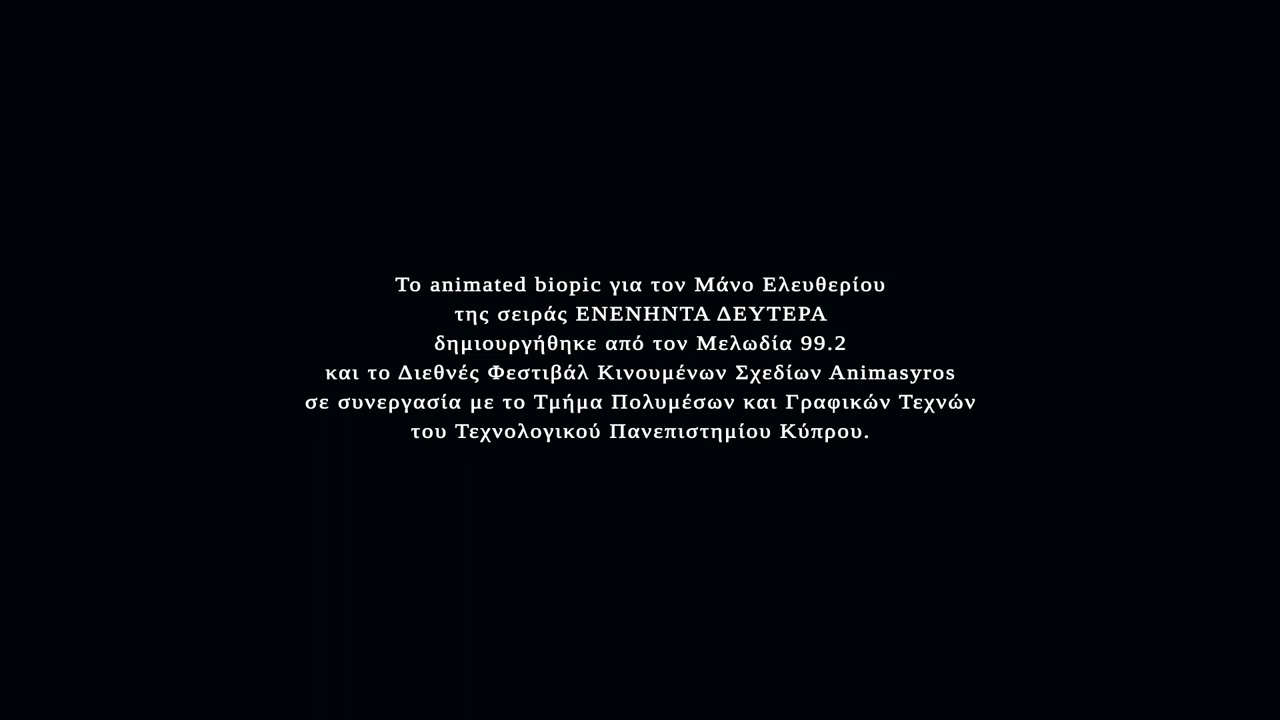 Το animated biopic για τον Μάνο Ελευθερίου
της σειράς ΕΝΕΝΗΝΤΑ ΔΕΥΤΕΡΑ
δημιουργήθηκε από τον Μελωδία 99.2
και το Διεθνές Φεστιβάλ Κινουμένων Σχεδίων Animasyros
σε συνεργασία με το Τμήμα Πολυμέσων και Γραφικών Τεχνών
του Τεχνολογικού Πανεπιστημίου Κύπρου.